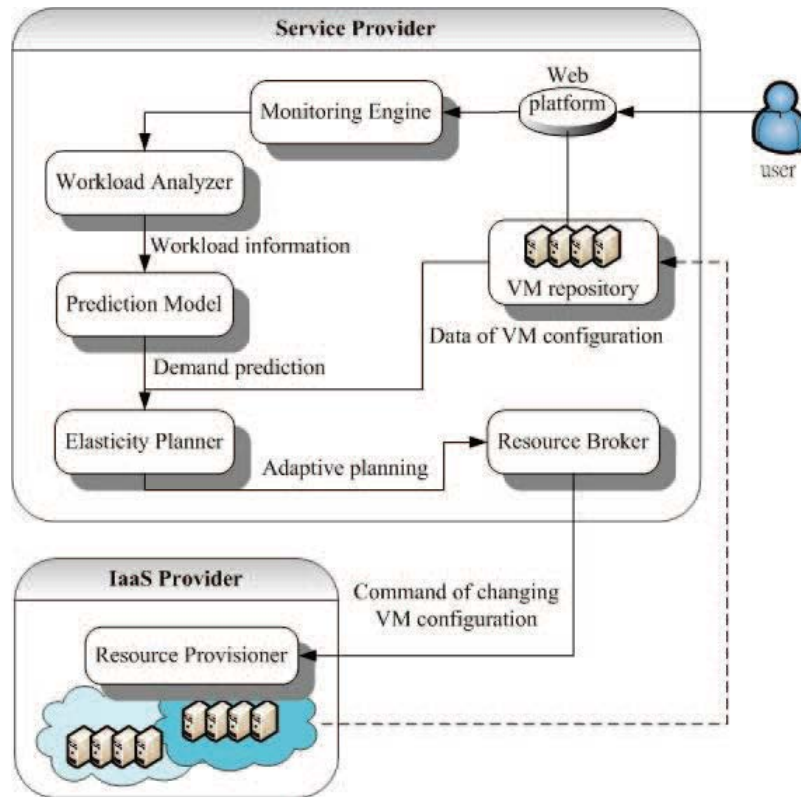 Service Provider
Web
platform
Monitoring Engine
user
Workload Analyzer
Workload information
VM repository
Prediction Model
Data of VM configuration
Demand prediction
Elasticity Planner
Resource Broker
Adaptive planning
IaaS Provider
Command of changing
VM configuration
Resource Provisioner